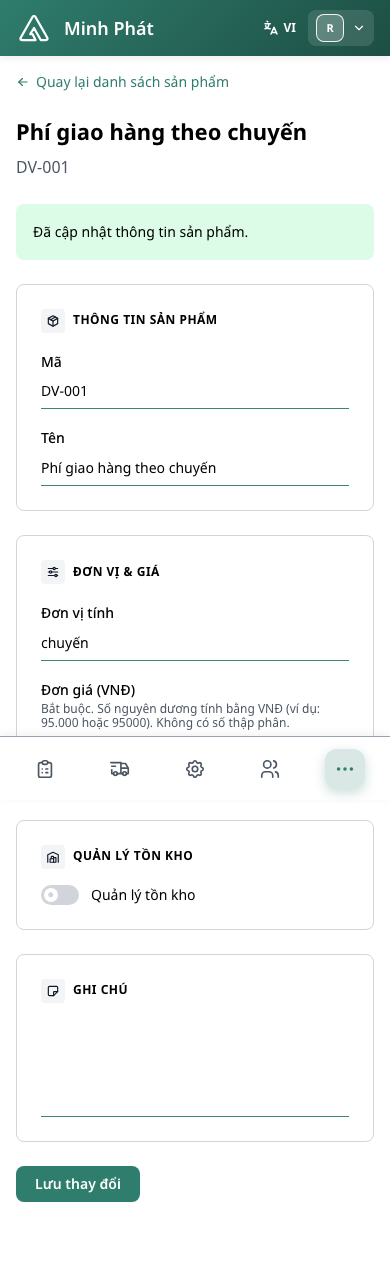 Minh Phát
VI
R
Quay lại danh sách sản phẩm
Phí giao hàng theo chuyến
DV-001
Đã cập nhật thông tin sản phẩm.
THÔNG TIN SẢN PHẨM
Mã
DV-001
Tên
Phí giao hàng theo chuyến
ĐƠN VỊ & GIÁ
Đơn vị tính
chuyến
Đơn giá (VNĐ)
Bắt buộc. Số nguyên dương tính bằng VNĐ (ví dụ:
95.000 hoặc 95000). Không có số thập phân.
QUẢN LÝ TỒN KHO
Quản lý tồn kho
GHI CHÚ
Lưu thay đổi